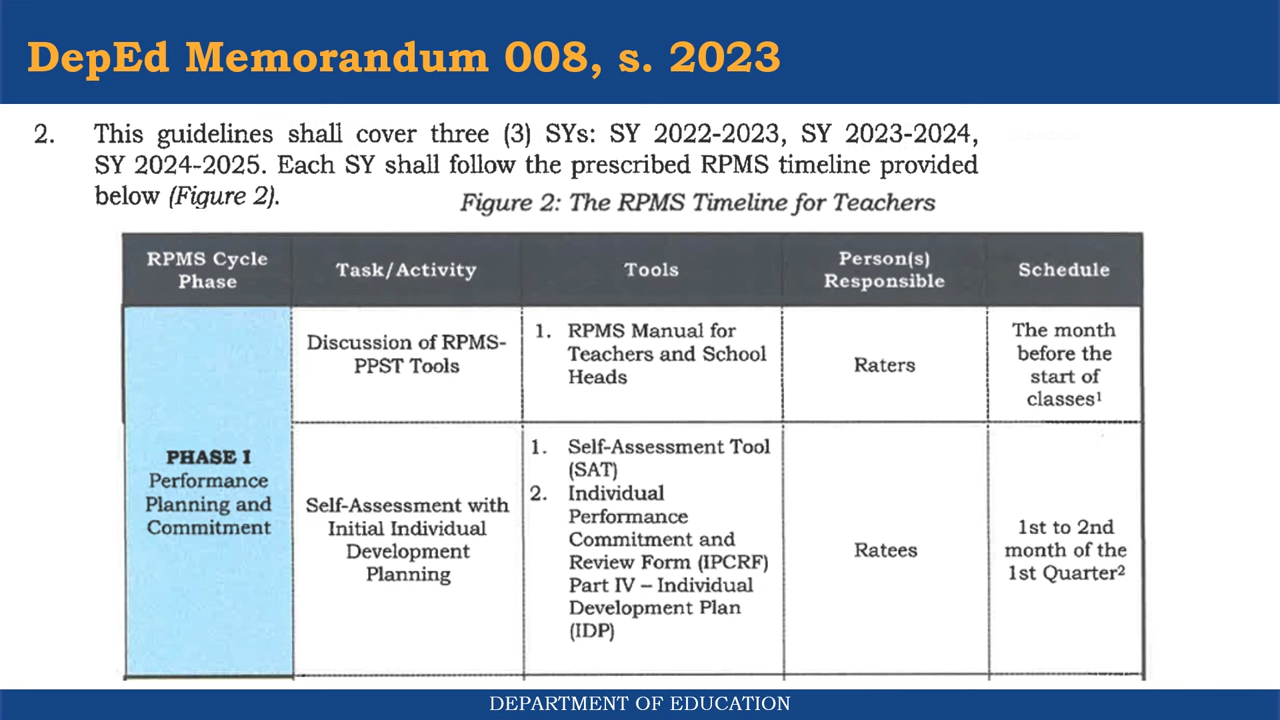 DepEd Memorandum 008, s. 2023
2. This guidelines shall cover three (3) SYs: SY 2022-2023, SY 2023-2024,
SY 2024-2025. Each SY shall follow the prescribed RPMS timeline provided
below (Figure 2).
Figure 2: The RPMS Timeline for Teachers
RPMS Cycle
Phase
Task/Activity
Tools
Person(s)
Responsible
Schedule
PHASE I
Performance
Planning and
Commitment
Discussion of RPMS-
PPST Tools
1. RPMS Manual for
Teachers and School
Heads
Raters
The month
before the
start of
classes¹
Self-Assessment with
Initial Individual
Development
Planning
1. Self-Assessment Tool
(SAT)
2. Individual
Performance
Commitment and
Review Form (IPCRF)
Part IV – Individual
Development Plan
(IDP)
Ratees
1st to 2nd
month of the
1st Quarter²
DEPARTMENT OF EDUCATION